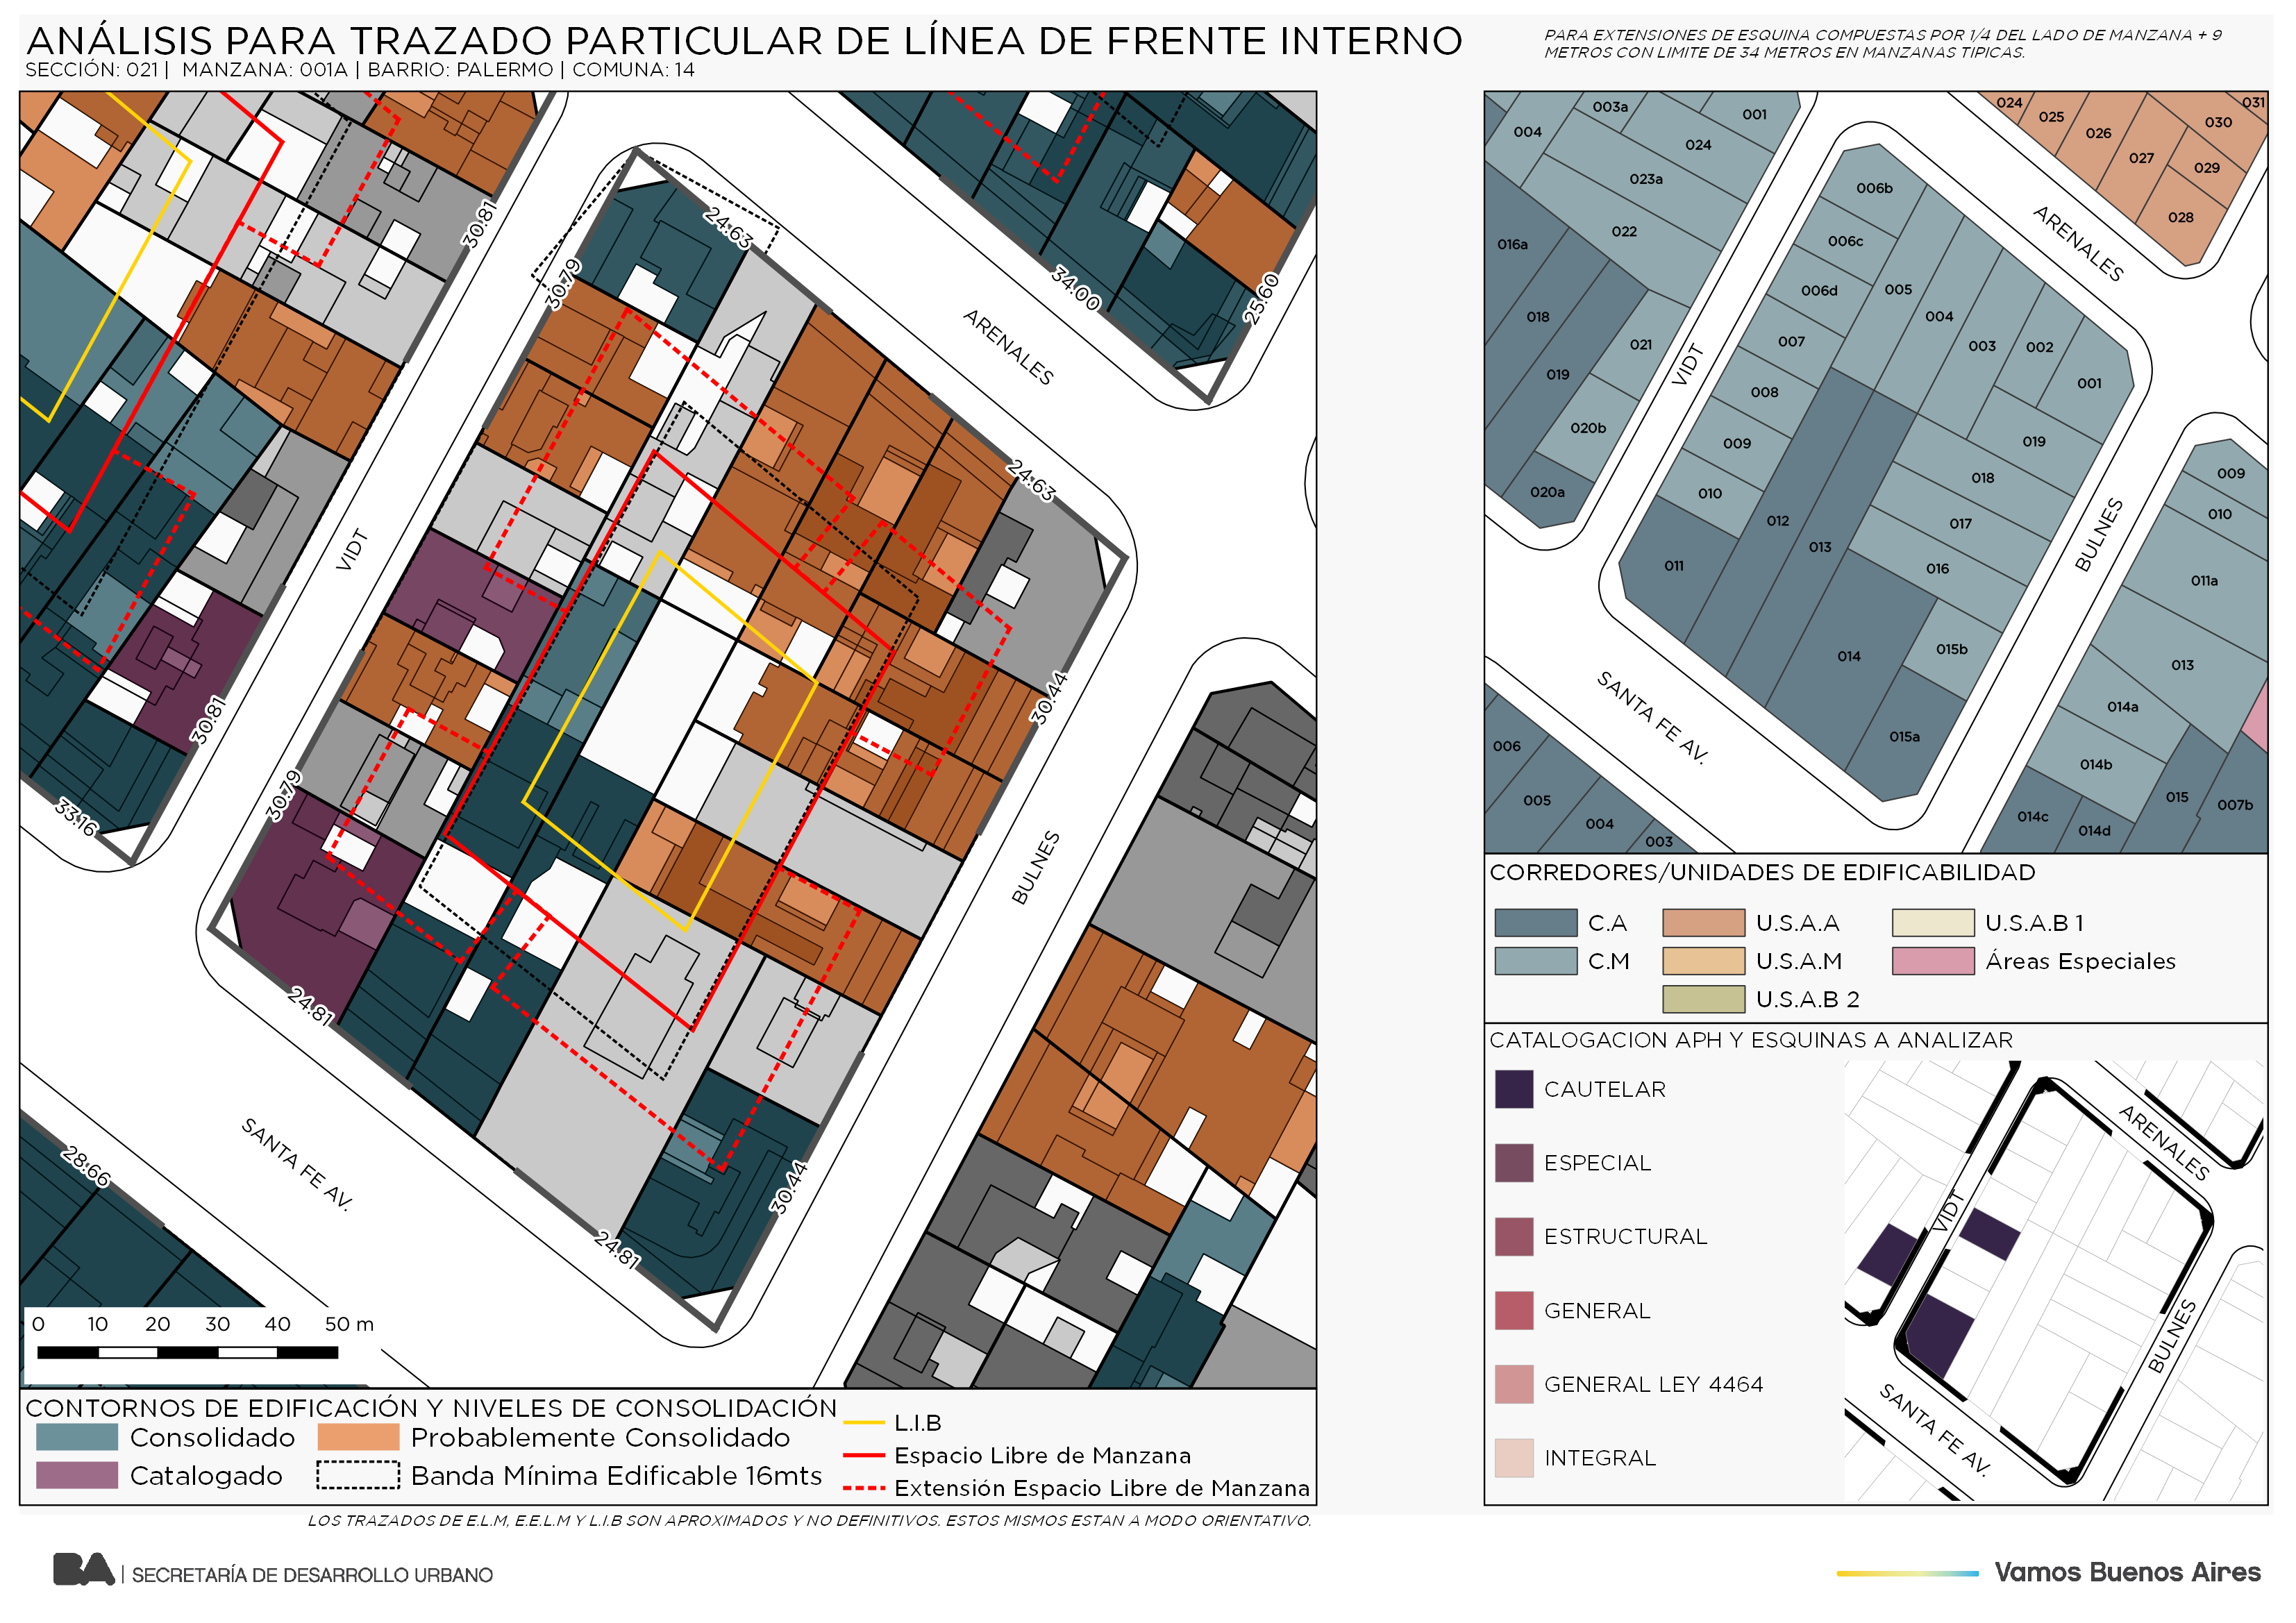 ANÁLISIS PARA TRAZADO PARTICULAR DE LÍNEA DE FRENTE INTERNO
SECCIÓN: 021 | MANZANA: 001A | BARRIO: PALERMO | COMUNA: 14
PARA EXTENSIONES DE ESQUINA COMPUESTAS POR 1/4 DEL LADO DE MANZANA + 9
METROS CON LIMITE DE 34 METROS EN MANZANAS TIPICAS.
30.81
24.63
30.79
34.00
25.60
ARENALES
24.63
VIDT
30.44
30.81
30.79
33.16
BULNES
24.81
SANTA FE AV.
28.66
30.44
24.81
0 10 20 30 40 50 m
CONTORNOS DE EDIFICACIÓN Y NIVELES DE CONSOLIDACIÓN
Consolidado
Probablemente Consolidado
Catalogado
Banda Mínima Edificable 16mts
L.I.B
Espacio Libre de Manzana
Extensión Espacio Libre de Manzana
LOS TRAZADOS DE E.L.M, E.E.L.M Y L.I.B SON APROXIMADOS Y NO DEFINITIVOS. ESTOS MISMOS ESTAN A MODO ORIENTATIVO.
003a
001
004
024
023a
022
016a
018
019
021
020b
020a
024
025
026
027
028
029
030
031
ARENALES
VIDT
006b
006c
006d
005
007
004
008
003
002
001
009
019
010
018
012
017
013
016
011
015b
014
015a
BULNES
SANTA FE AV.
009
010
011a
013
014a
014b
015
014c
014d
007b
006
005
004
003
CORREDORES/UNIDADES DE EDIFICABILIDAD
C.A
U.S.A.A
U.S.A.B 1
C.M
U.S.A.M
Áreas Especiales
U.S.A.B 2
CATALOGACION APH Y ESQUINAS A ANALIZAR
CAUTELAR
ESPECIAL
ESTRUCTURAL
GENERAL
GENERAL LEY 4464
INTEGRAL
ARENALES
VIDT
BULNES
SANTA FE AV.
BA | SECRETARÍA DE DESARROLLO URBANO
Vamos Buenos Aires